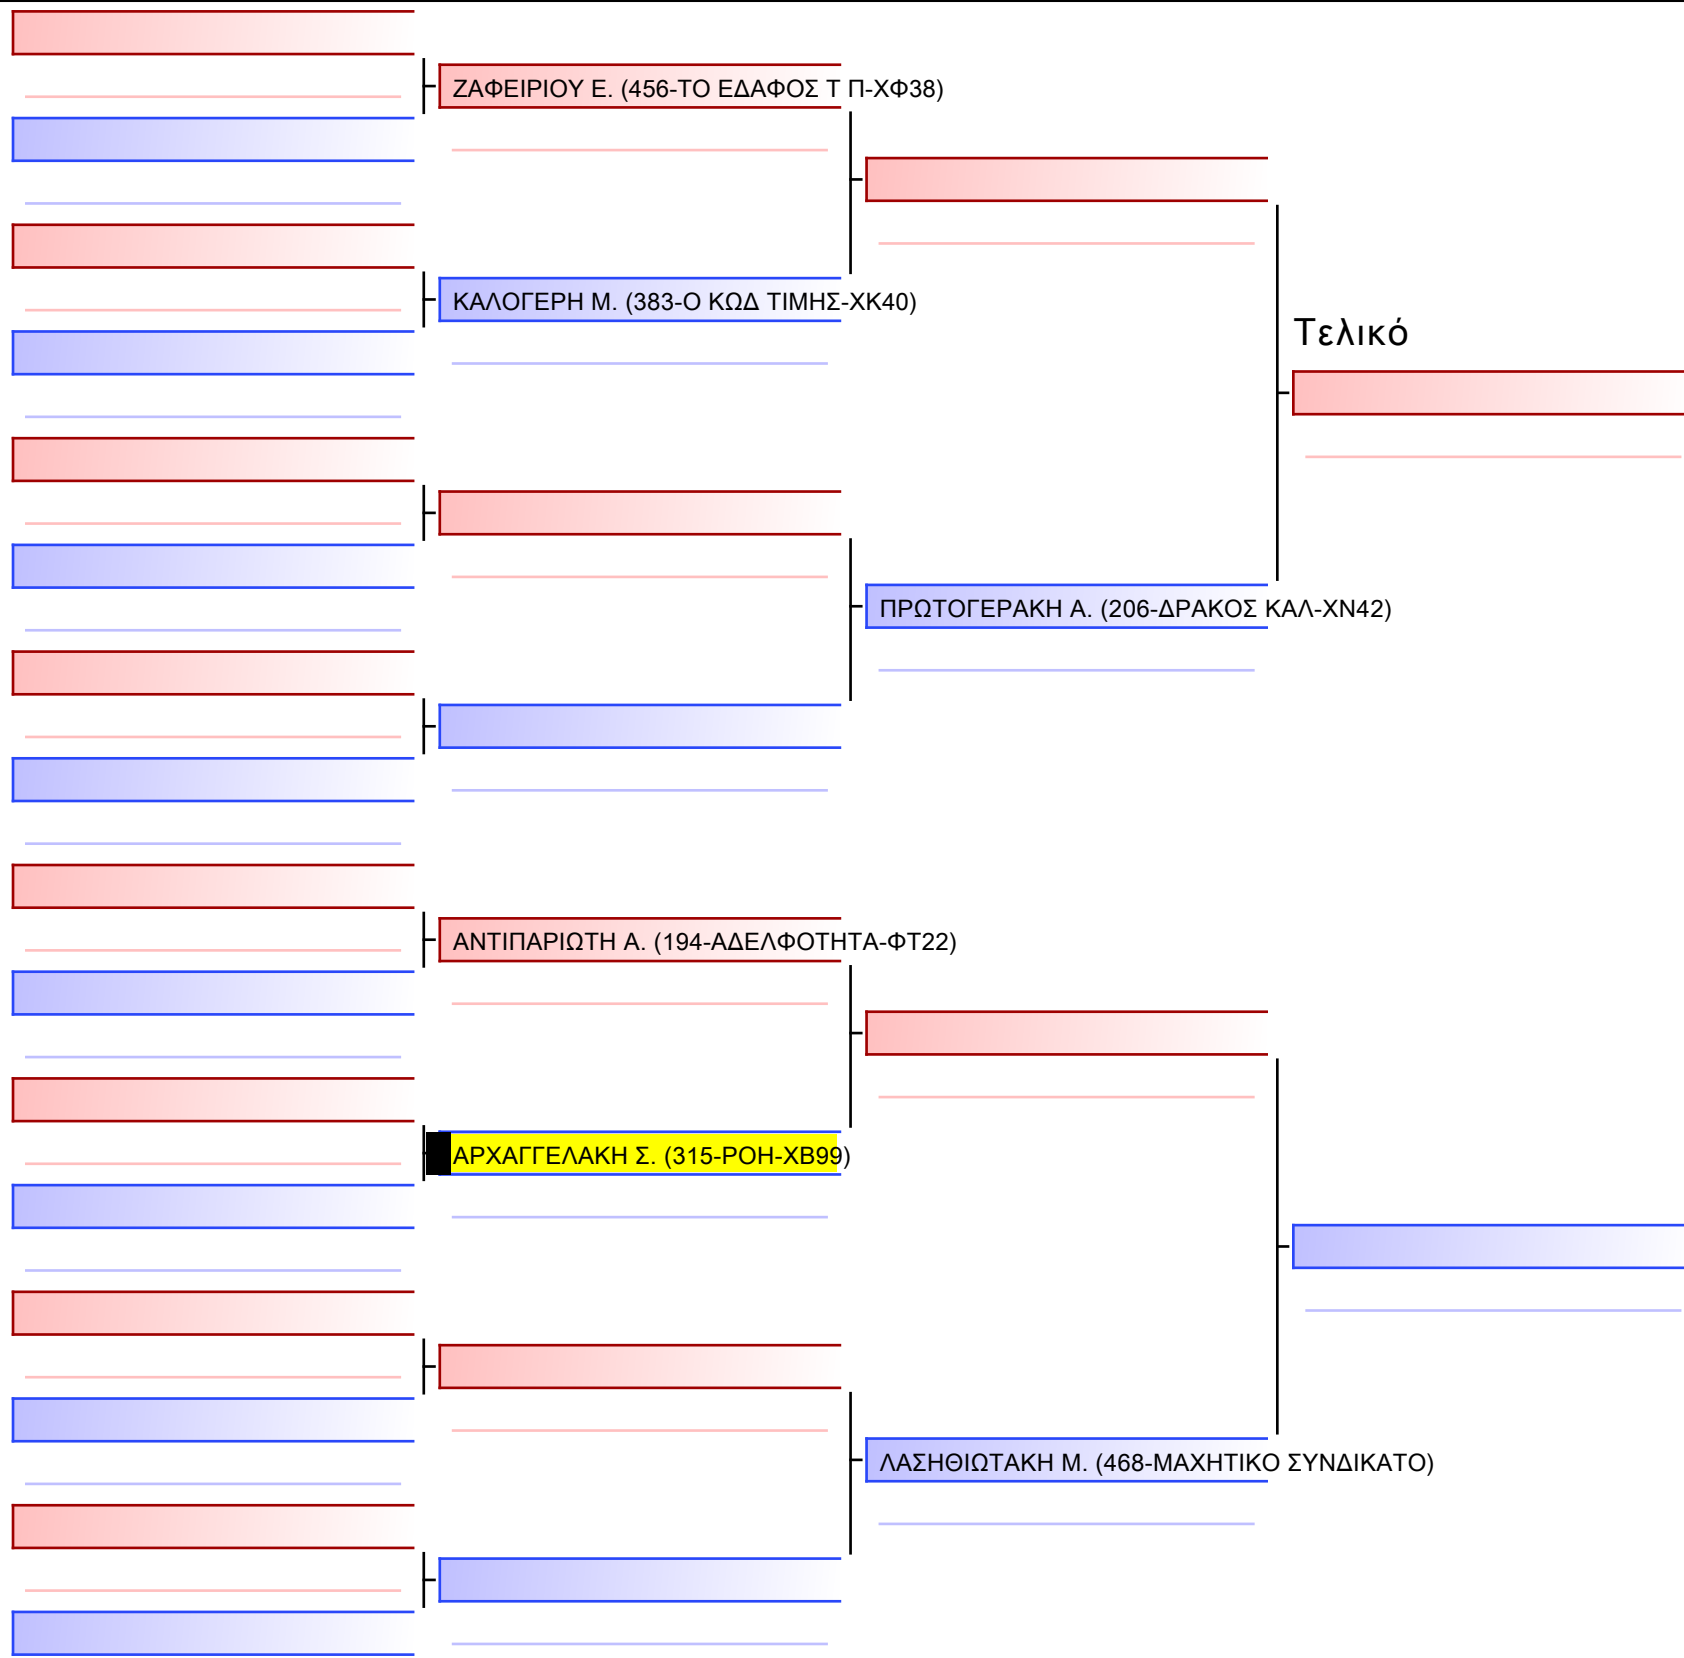 ΖΑΦΕΙΡΙΟΥ Ε. (456-ΤΟ ΕΔΑΦΟΣ Τ Π-ΧΦ38)
ΚΑΛΟΓΕΡΗ Μ. (383-Ο ΚΩΔ ΤΙΜΗΣ-ΧΚ40)
Τελικό
ΠΡΩΤΟΓΕΡΑΚΗ Α. (206-ΔΡΑΚΟΣ ΚΑΛ-ΧΝ42)
ΑΝΤΙΠΑΡΙΩΤΗ Α. (194-ΑΔΕΛΦΟΤΗΤΑ-ΦΤ22)
ΑΡΧΑΓΓΕΛΑΚΗ Σ. (315-ΡΟΗ-ΧΒ99)
ΛΑΣΗΘΙΩΤΑΚΗ Μ. (468-ΜΑΧΗΤΙΚΟ ΣΥΝΔΙΚΑΤΟ)